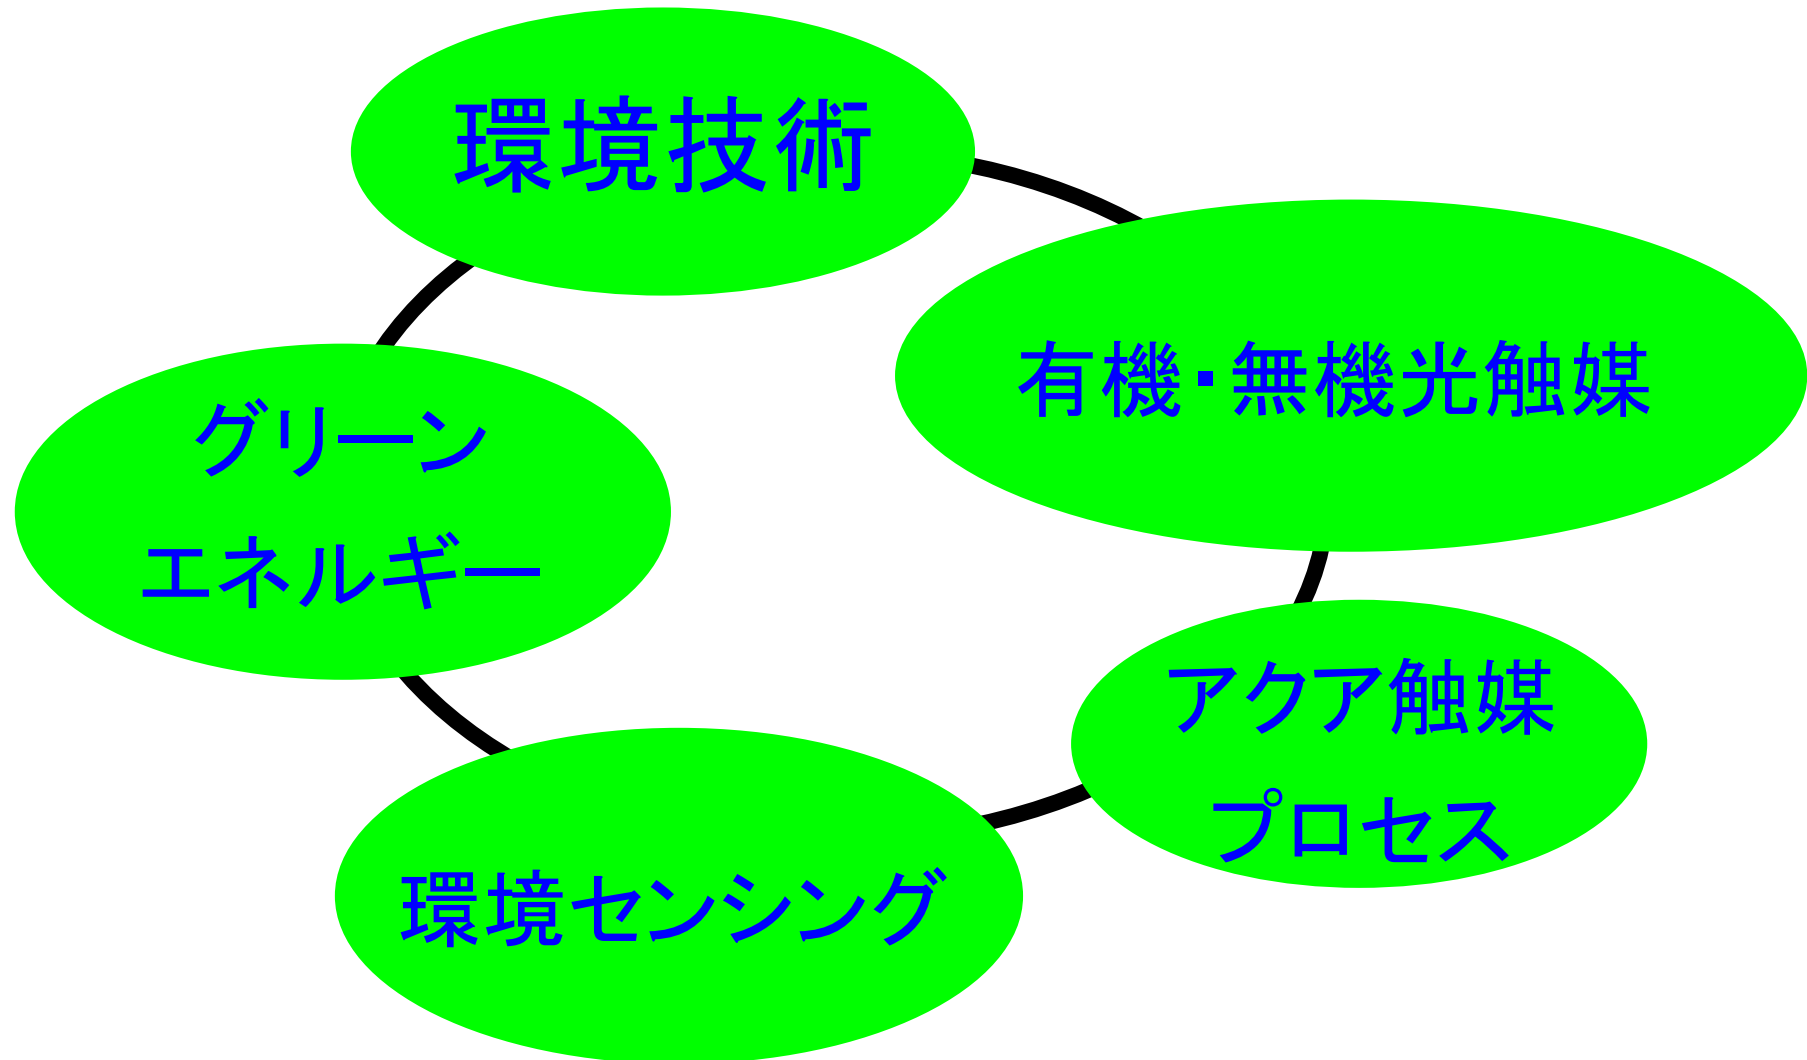 環境技術
有機・無機光触媒
グリーン
エネルギー
アクア触媒
プロセス
環境センシング